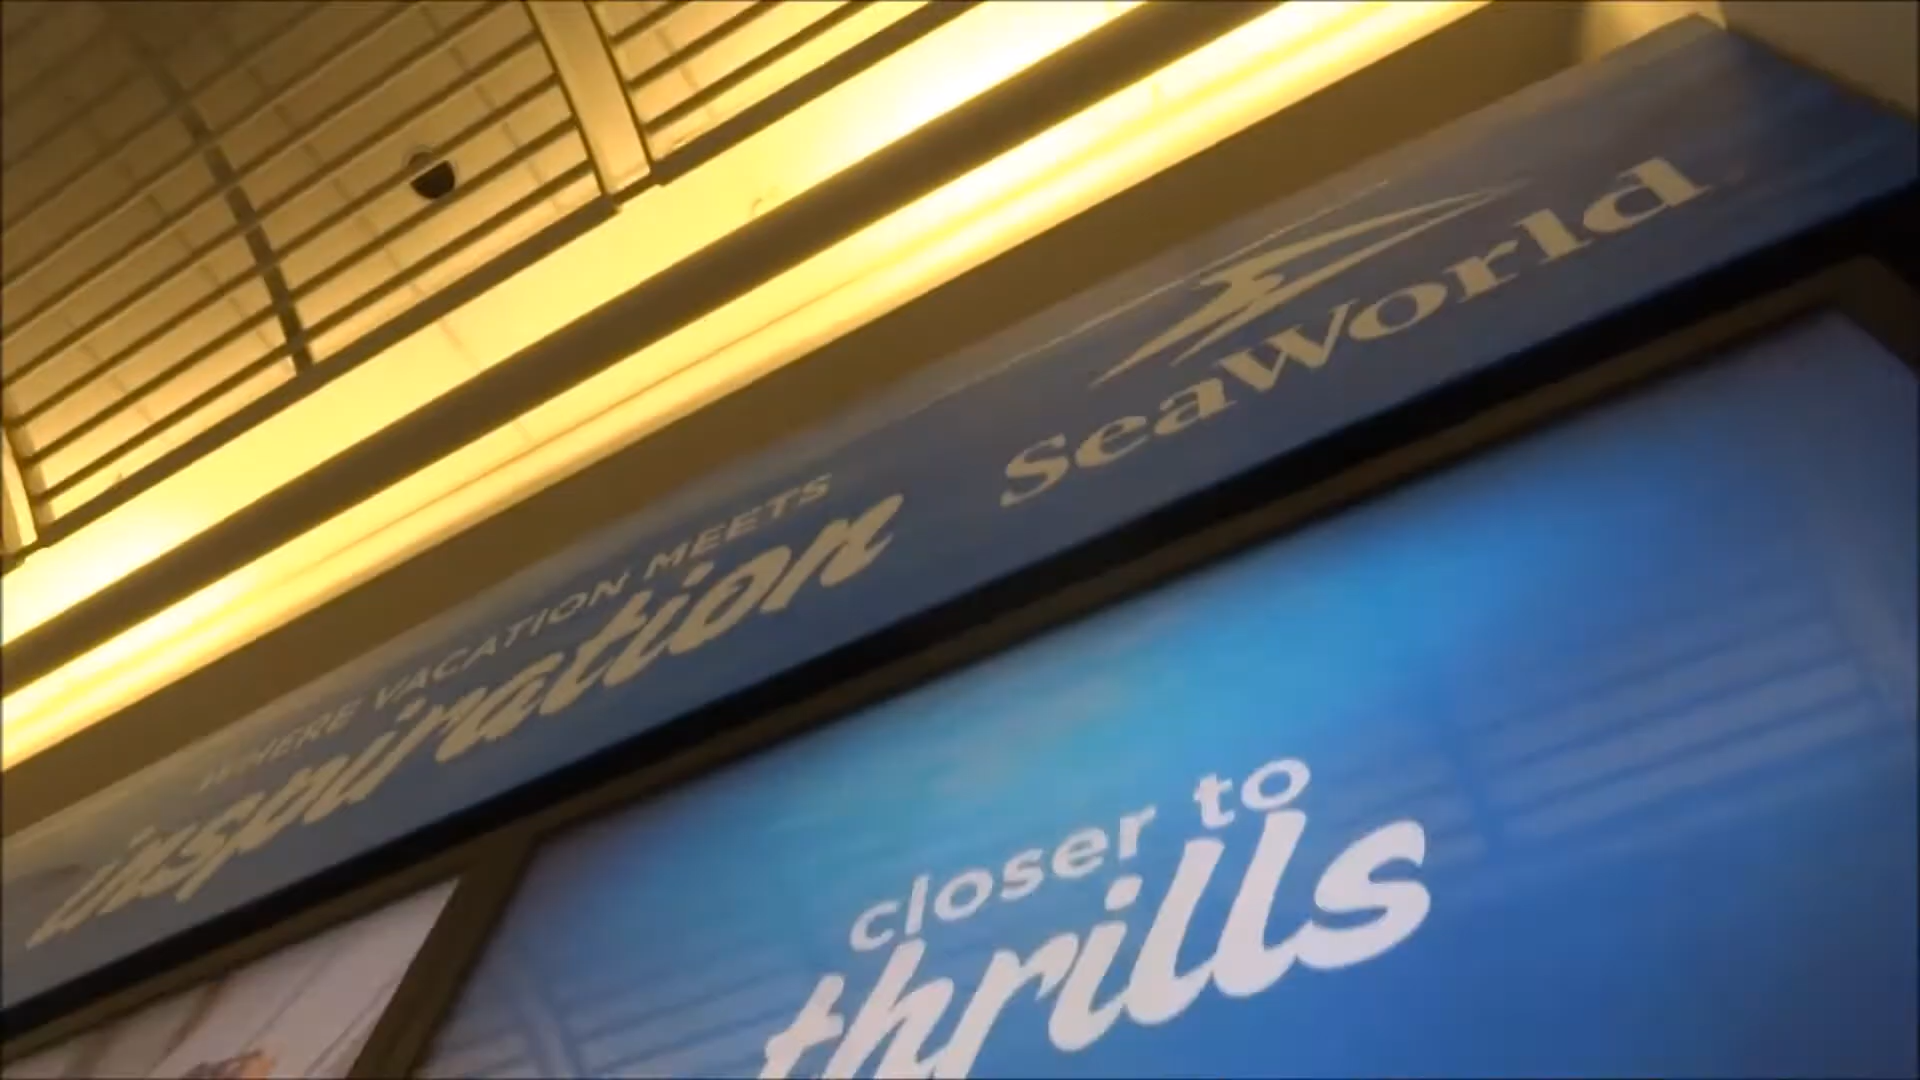 WHERE VACATION MEETS
inspiration
SeaWorld
closer to
thrills